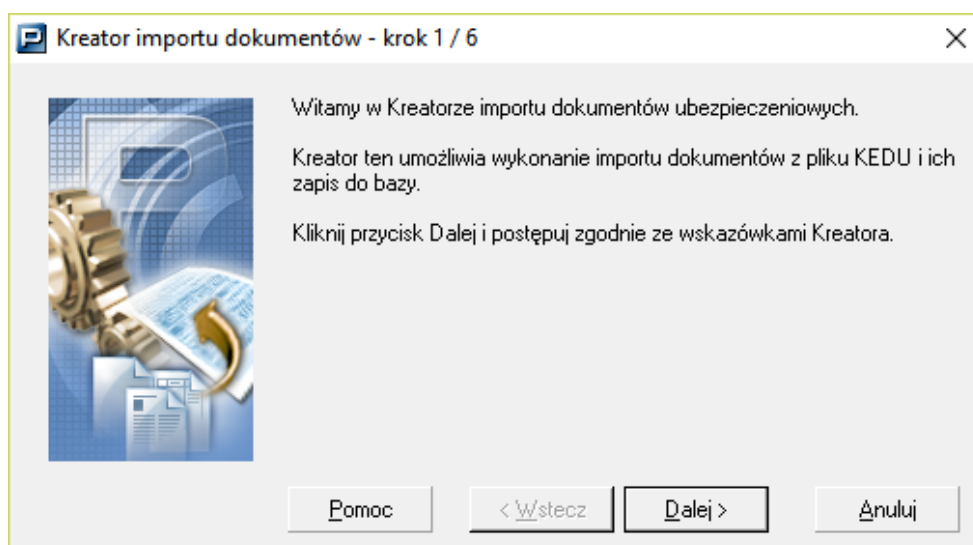 Kreator importu dokumentów - krok 1 / 6
Witamy w Kreatorze importu dokumentów ubezpieczeniowych.
Kreator ten umożliwia wykonanie importu dokumentów z pliku KEDU i ich
zapis do bazy.
Kliknij przycisk Dalej i postępuj zgodnie ze wskazówkami Kreatora.
Pomoc
< Wstecz
Dalej >
Anuluj